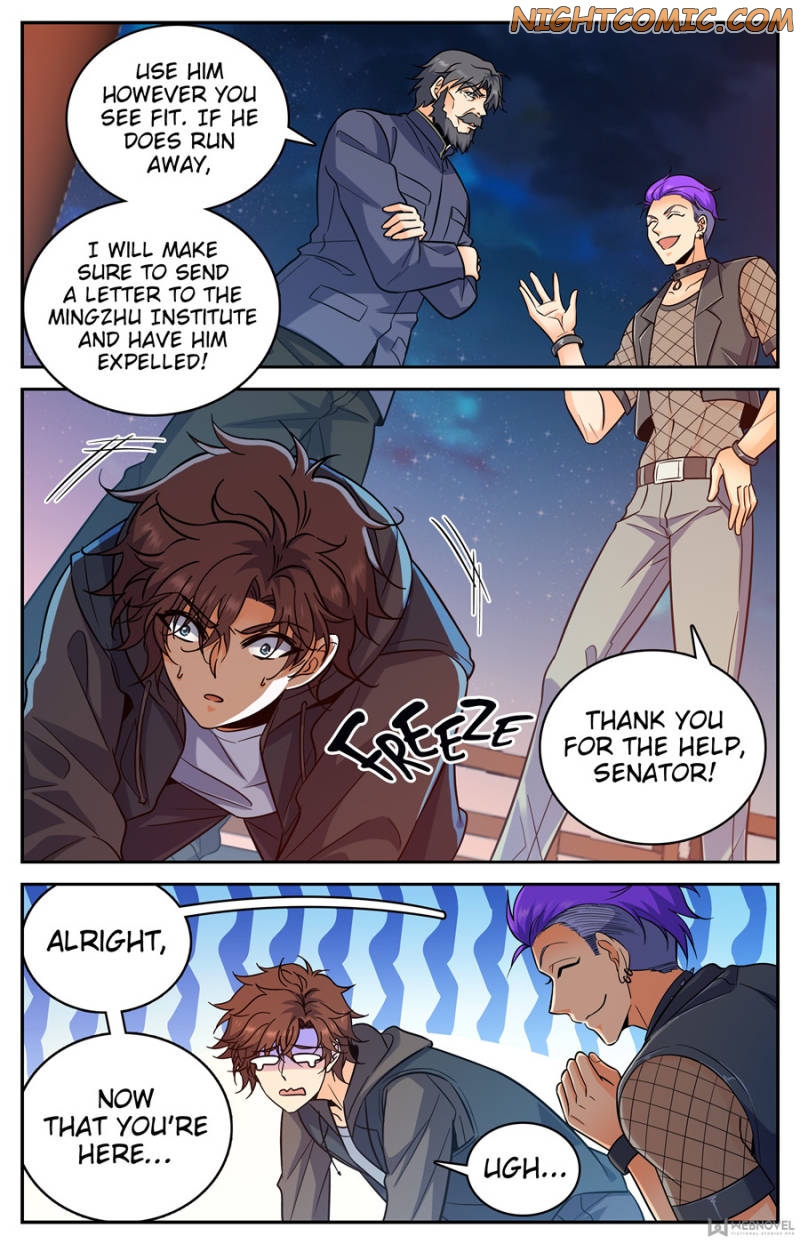 NIGHTCOMIC.COM
USE HIM
HOWEVER YOU
SEE FIT. IF HE
DOES RUN
AWAY,
I WILL MAKE
SURE TO SEND
A LETTER TO THE
MINGZHU INSTITUTE
AND HAVE HIM
EXPELLED!
FREEZE
THANK YOU
FOR THE HELP,
SENATOR!
ALRIGHT,
NOW
THAT YOU'RE
HERE...
UGH...
WEBNOVEL